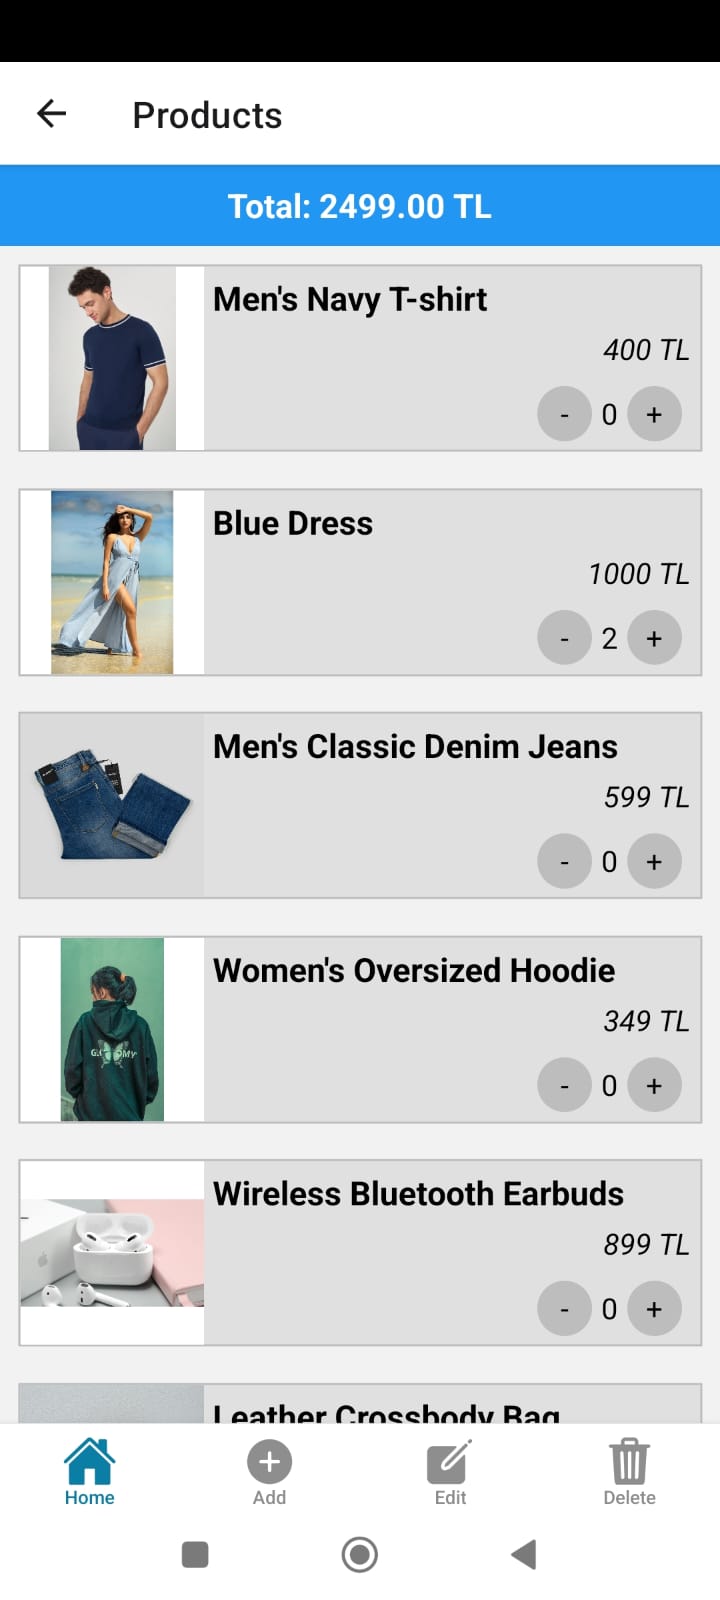 Products
Total: 2499.00 TL
Men's Navy T-shirt
400 TL
- 0 +
Blue Dress
1000 TL
- 2 +
Men's Classic Denim Jeans
599 TL
- 0 +
Women's Oversized Hoodie
349 TL
- 0 +
Wireless Bluetooth Earbuds
899 TL
- 0 +
Leather Crossbody Bag
Home Add Edit Delete